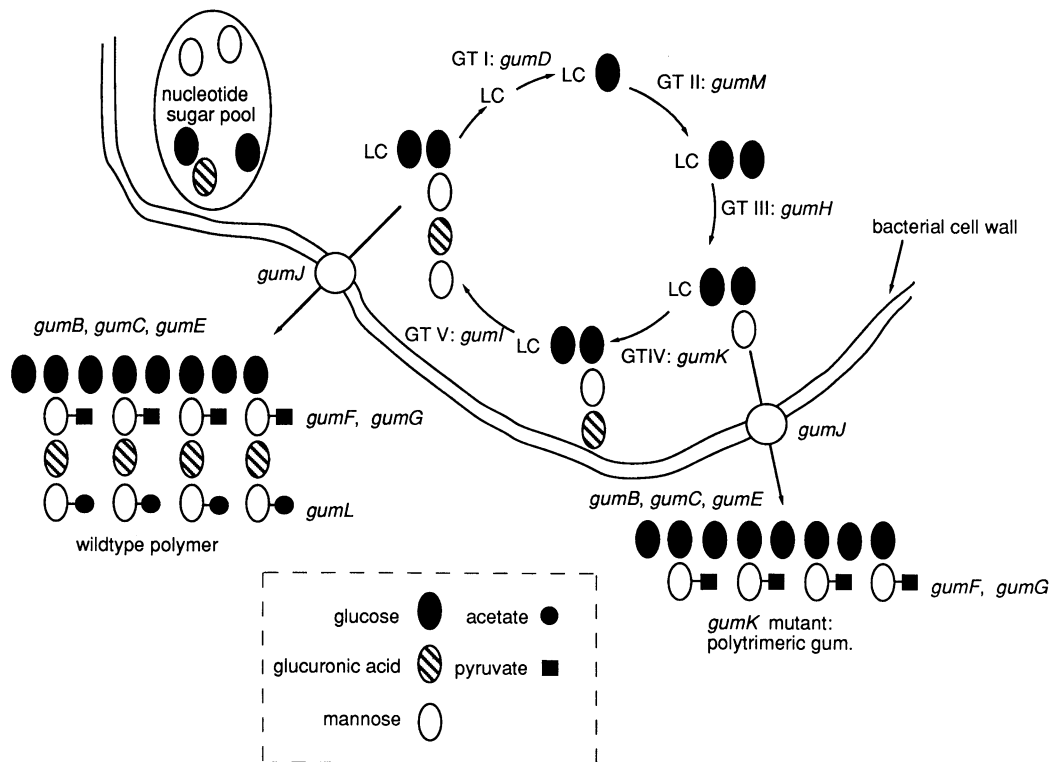 nucleotide
sugar pool
GT I: gumD
LC
LC
GT II: gumM
LC
LC
GT III: gumH
bacterial cell wall
gumJ
LC
GT V: gumI
LC
GTIV: gumK
gumB, gumC, gumE
gumJ
gumF, gumG
gumB, gumC, gumE
gumL
wildtype polymer
gumF, gumG
glucose
acetate
gumK mutant:
polytrimeric gum.
glucuronic acid
pyruvate
mannose